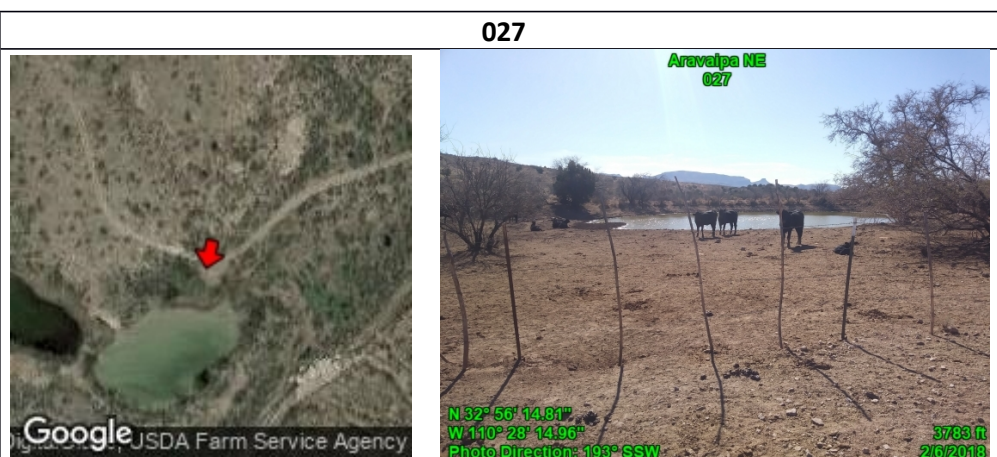 027
Aravaipa NE
027
N 32° 56' 14.81"
W 110° 28' 14.96"
Photo Direction: 193° SSW
3783 ft
2/6/2018
Google
USDA Farm Service Agency